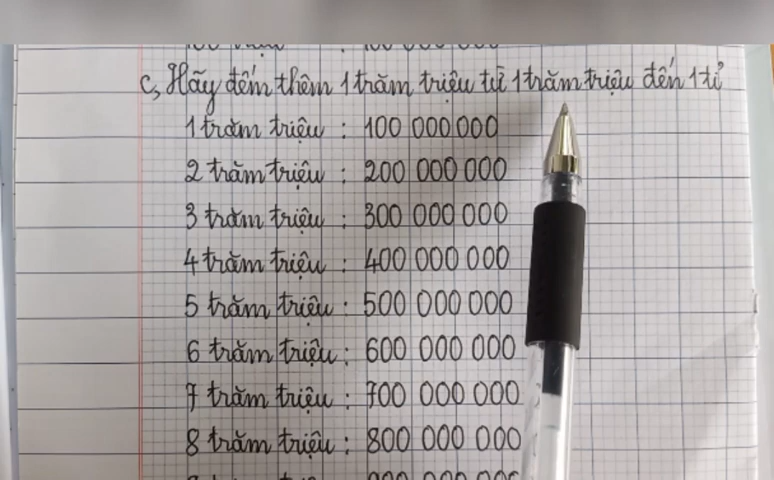 c, Hãy đếm thêm 1 trăm triệu từ 1 trăm triệu đến 1 tỉ
1 trăm triệu : 100 000 000
2 trăm triệu : 200 000 000
3 trăm triệu : 300 000 000
4 trăm triệu : 400 000 000
5 trăm triệu : 500 000 000
6 trăm triệu : 600 000 000
7 trăm triệu : 700 000 000
8 trăm triệu : 800 000 000